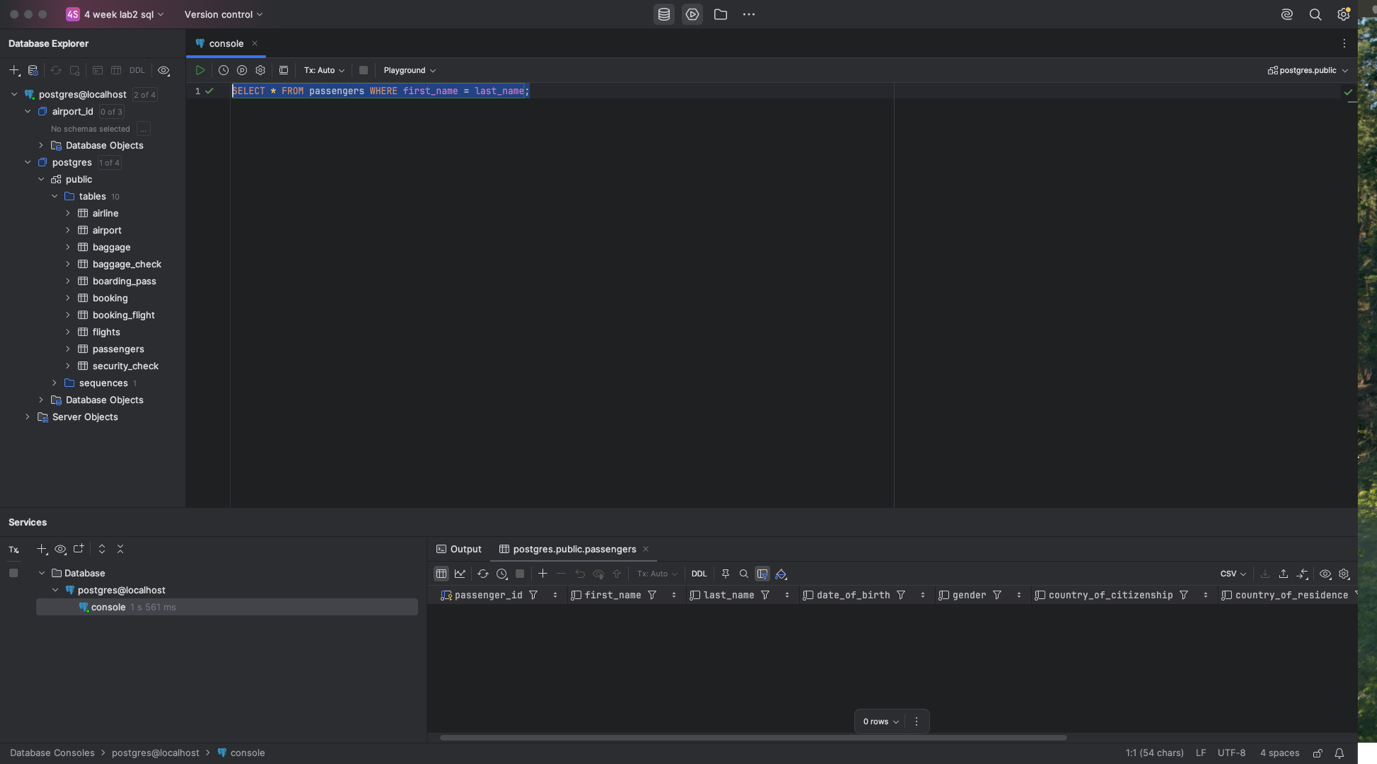 4S 4 week lab2 sql Version control
Database Explorer
console
DDL
Tx: Auto Playground postgres.public
postgres@localhost 2 of 4
airport_id 0 of 3
No schemas selected ...
Database Objects
postgres 1 of 4
public
tables 10
airline
airport
baggage
baggage_check
boarding_pass
booking
booking_flight
flights
passengers
security_check
sequences 1
Database Objects
Server Objects
1 SELECT * FROM passengers WHERE first_name = last_name;
Services
Tx
Database
postgres@localhost
console 1 s 561 ms
Output postgres.public.passengers
Tx: Auto DDL CSV
passenger_id first_name last_name date_of_birth gender country_of_citizenship country_of_residence
0 rows
Database Consoles > postgres@localhost > console 1:1 (54 chars) LF UTF-8 4 spaces